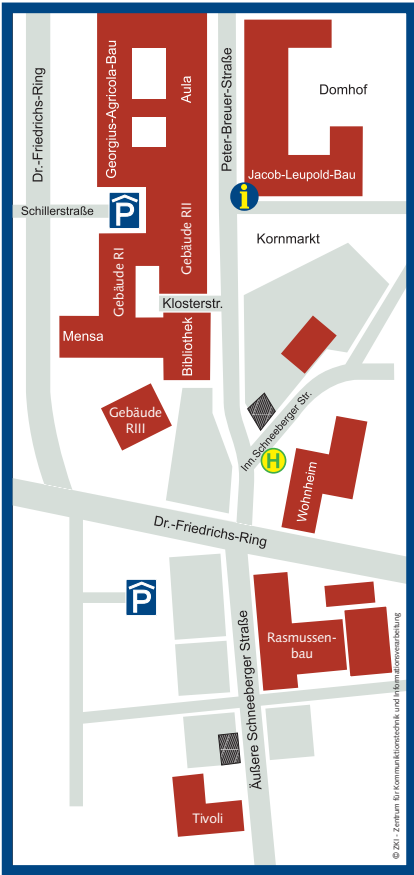 Dr.-Friedrichs-Ring
Georgius-Agricola-Bau
Aula
Peter-Breuer-Straße
Domhof
Jacob-Leupold-Bau
Schillerstraße
P
i
Gebäude RII
Kornmarkt
Gebäude RI
Klosterstr.
Mensa
Bibliothek
Gebäude
RIII
Inn.Schneeberger Str.
H
Wohnheim
Dr.-Friedrichs-Ring
P
Äußere Schneeberger Straße
Rasmussen-
bau
Tivoli
© ZKI - Zentrum für Kommuniktionstechnik und Informationsverarbeitung